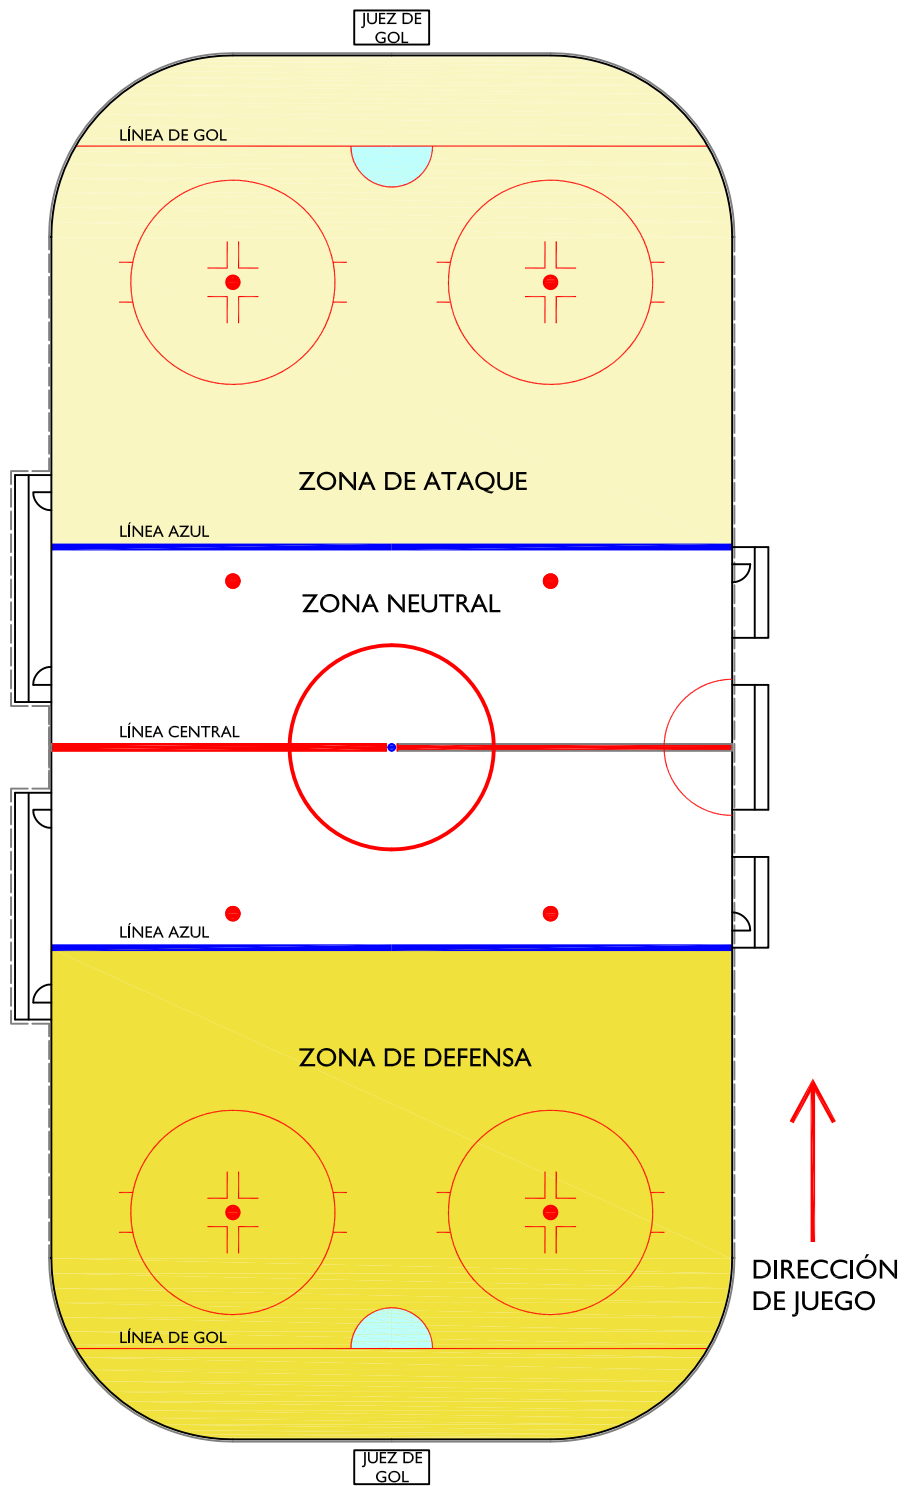 JUEZ DE
GOL
LÍNEA DE GOL
ZONA DE ATAQUE
LÍNEA AZUL
ZONA NEUTRAL
LÍNEA CENTRAL
LÍNEA AZUL
ZONA DE DEFENSA
DIRECCIÓN
DE JUEGO
LÍNEA DE GOL
JUEZ DE
GOL